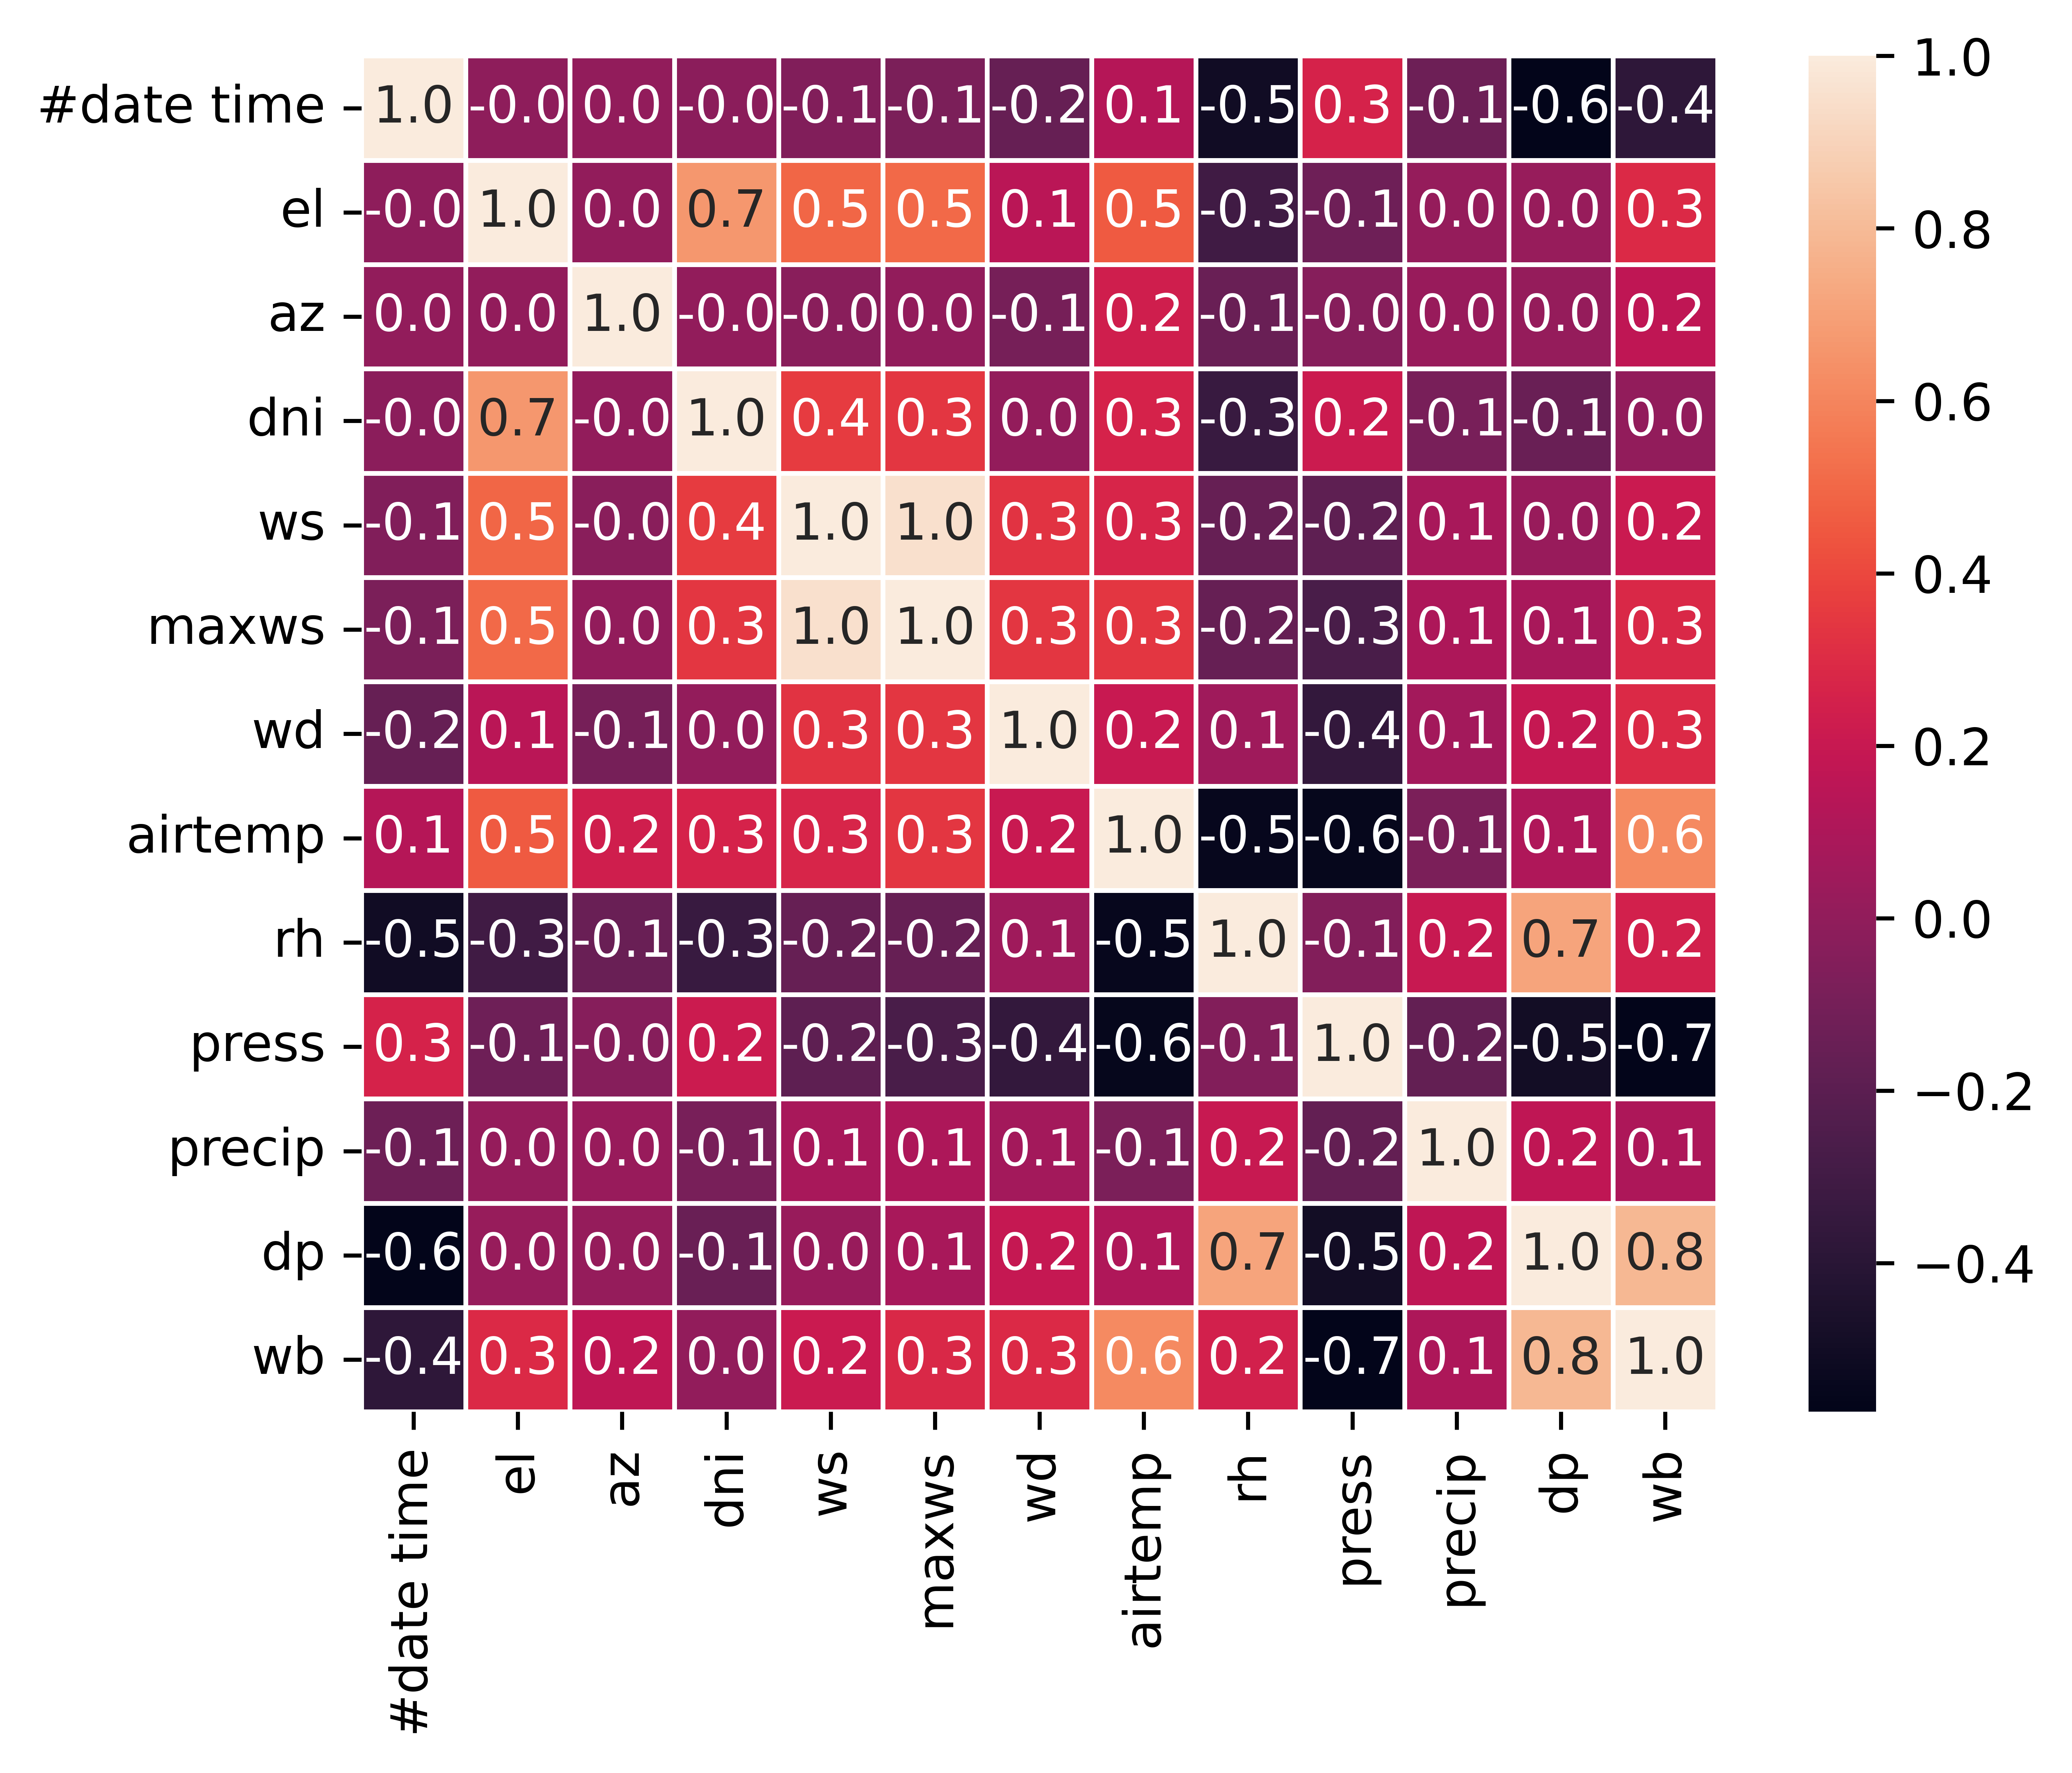 #date time 1.0 -0.0 0.0 -0.0 -0.1 -0.1 -0.2 0.1 -0.5 0.3 -0.1 -0.6 -0.4
el -0.0 1.0 0.0 0.7 0.5 0.5 0.1 0.5 -0.3 -0.1 0.0 0.0 0.3
az 0.0 0.0 1.0 -0.0 -0.0 0.0 -0.1 0.2 -0.1 -0.0 0.0 0.0 0.2
dni -0.0 0.7 -0.0 1.0 0.4 0.3 0.0 0.3 -0.3 0.2 -0.1 -0.1 0.0
ws -0.1 0.5 -0.0 0.4 1.0 1.0 0.3 0.3 -0.2 -0.2 0.1 0.0 0.2
maxws -0.1 0.5 0.0 0.3 1.0 1.0 0.3 0.3 -0.2 -0.3 0.1 0.1 0.3
wd -0.2 0.1 -0.1 0.0 0.3 0.3 1.0 0.2 0.1 -0.4 0.1 0.2 0.3
airtemp 0.1 0.5 0.2 0.3 0.3 0.3 0.2 1.0 -0.5 -0.6 -0.1 0.1 0.6
rh -0.5 -0.3 -0.1 -0.3 -0.2 -0.2 0.1 -0.5 1.0 -0.1 0.2 0.7 0.2
press 0.3 -0.1 -0.0 0.2 -0.2 -0.3 -0.4 -0.6 -0.1 1.0 -0.2 -0.5 -0.7
precip -0.1 0.0 0.0 -0.1 0.1 0.1 0.1 -0.1 0.2 -0.2 1.0 0.2 0.1
dp -0.6 0.0 0.0 -0.1 0.0 0.1 0.2 0.1 0.7 -0.5 0.2 1.0 0.8
wb -0.4 0.3 0.2 0.0 0.2 0.3 0.3 0.6 0.2 -0.7 0.1 0.8 1.0
#date time el az dni ws maxws wd airtemp rh press precip dp wb
1.0
0.8
0.6
0.4
0.2
0.0
−0.2
−0.4